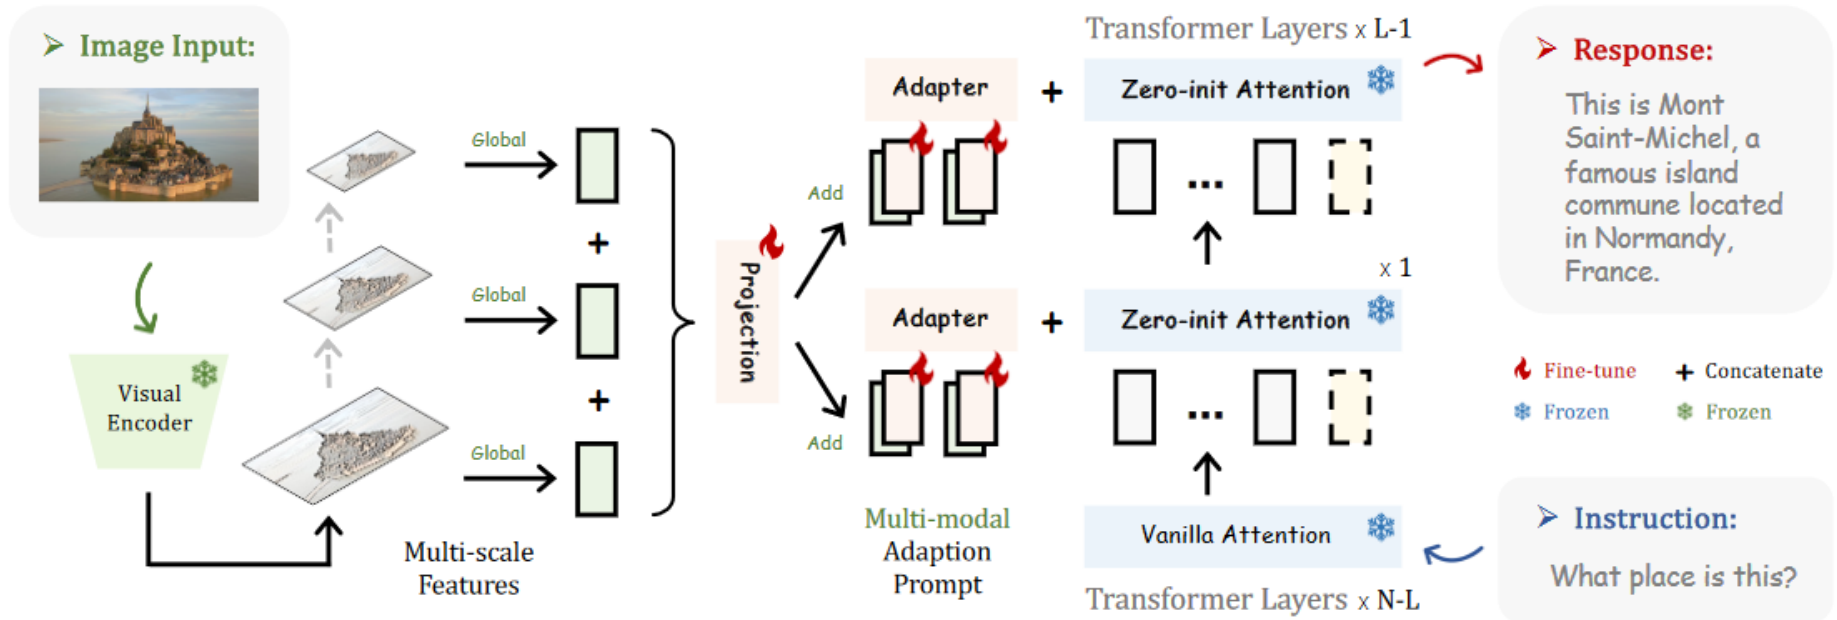 Image Input:
Visual
Encoder
Global
Global
Global
+
+
Multi-scale
Features
Projection
Add
Add
Adapter
+
Adapter
+
Multi-modal
Adaption
Prompt
Transformer Layers x L-1
Zero-init Attention
...
x 1
Zero-init Attention
...
Vanilla Attention
Transformer Layers x N-L
Response:
This is Mont
Saint-Michel, a
famous island
commune located
in Normandy,
France.
Fine-tune
+ Concatenate
Frozen
Frozen
Instruction:
What place is this?